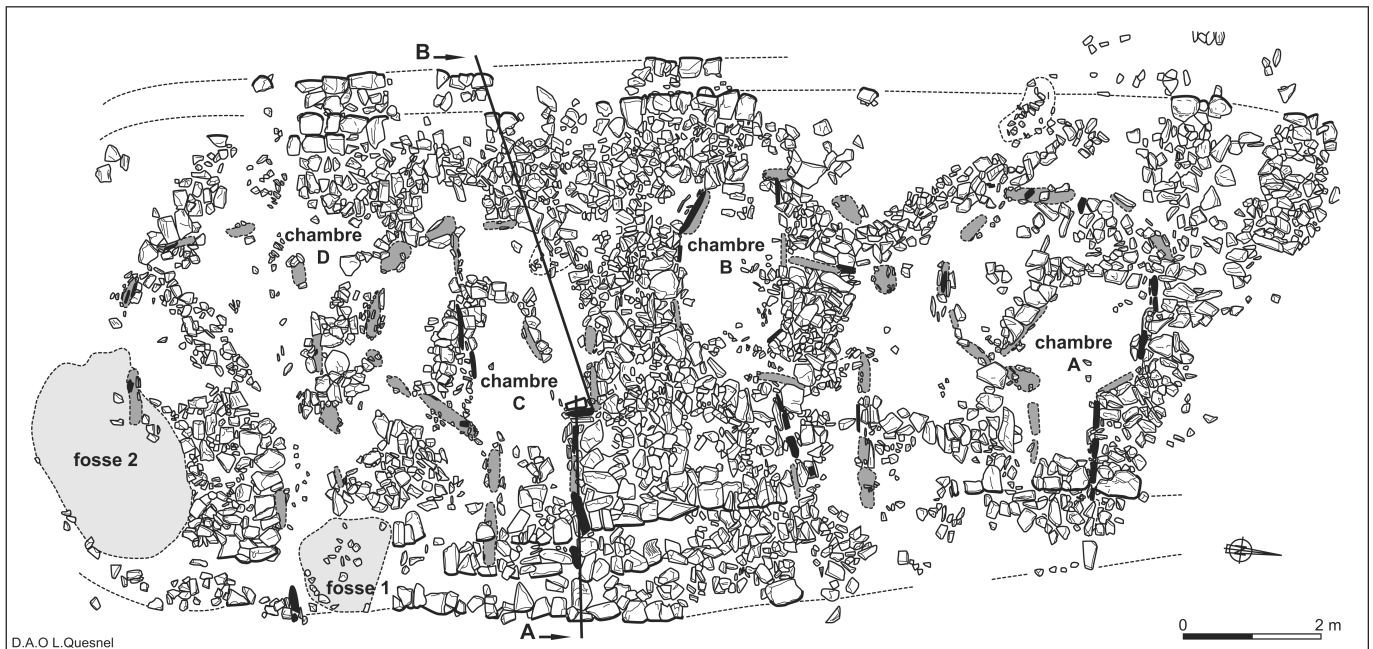 B
chambre
D
chambre
B
chambre
A
chambre
C
fosse 2
fosse 1
A
0 2 m
D.A.O L.Quesnel